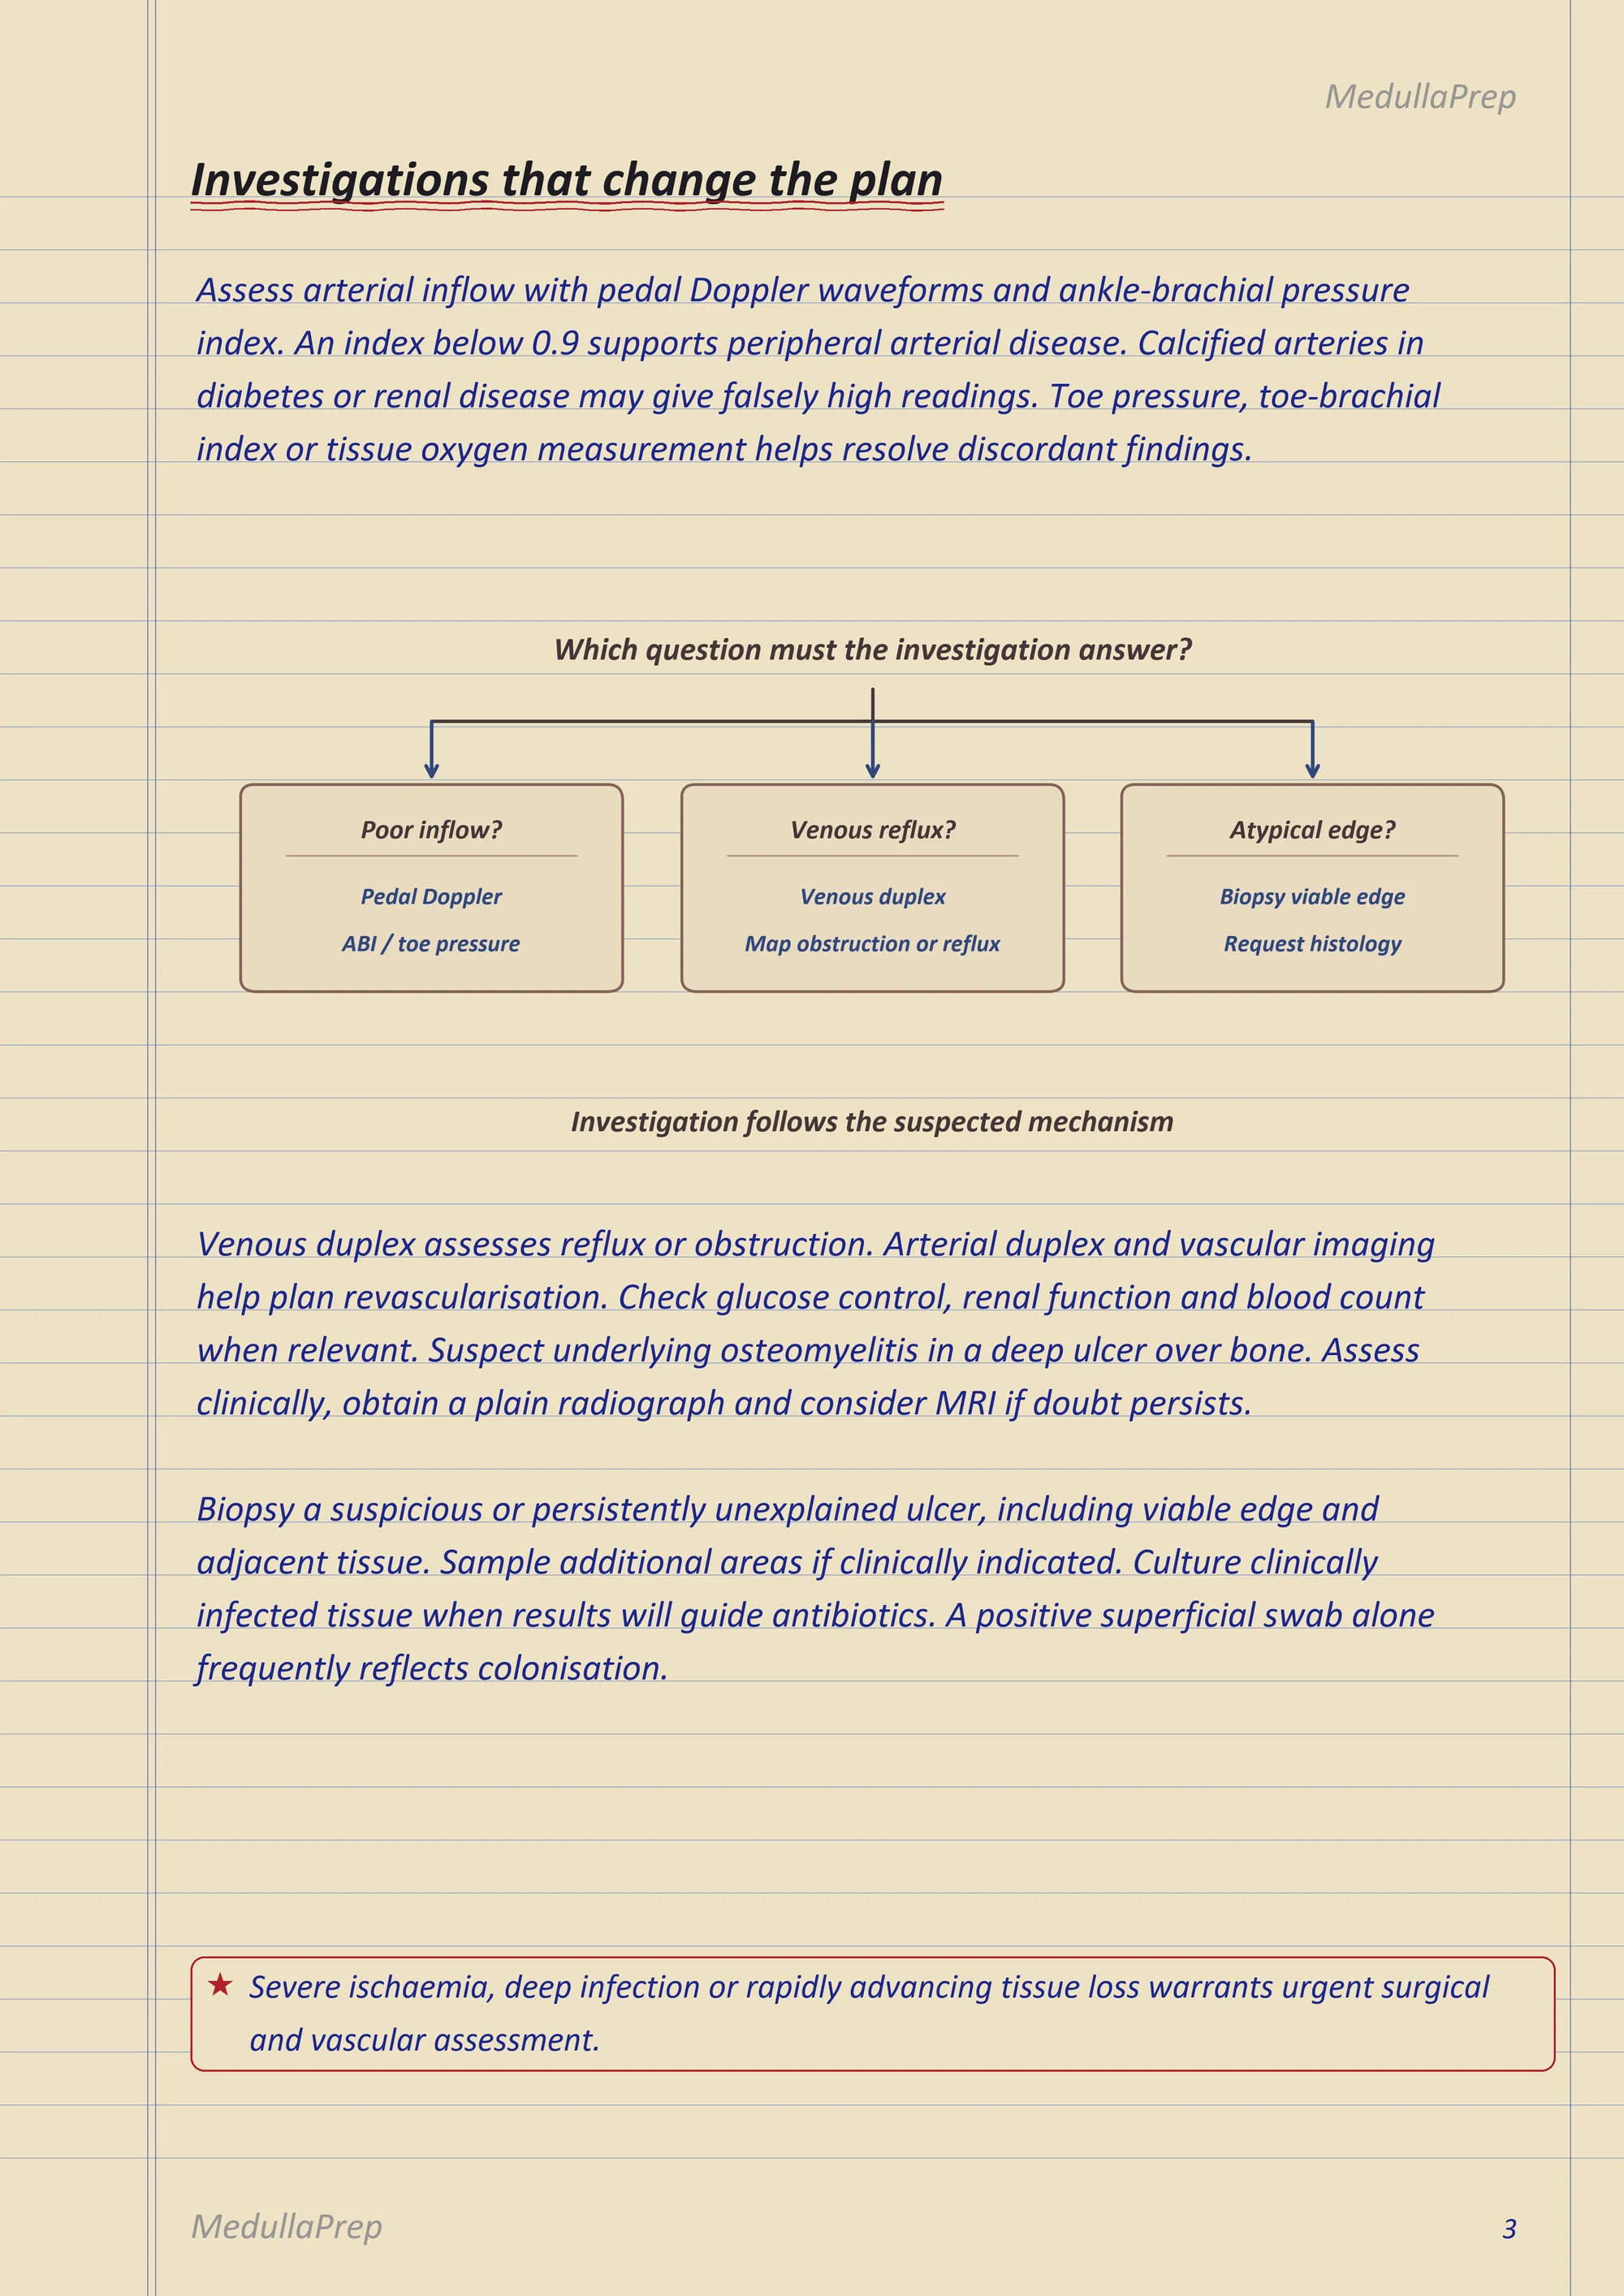 MedullaPrep
Investigations that change the plan
Assess arterial inflow with pedal Doppler waveforms and ankle-brachial pressure
index. An index below 0.9 supports peripheral arterial disease. Calcified arteries in
diabetes or renal disease may give falsely high readings. Toe pressure, toe-brachial
index or tissue oxygen measurement helps resolve discordant findings.
Which question must the investigation answer?
Poor inflow?
Pedal Doppler
ABI / toe pressure
Venous reflux?
Venous duplex
Map obstruction or reflux
Atypical edge?
Biopsy viable edge
Request histology
Investigation follows the suspected mechanism
Venous duplex assesses reflux or obstruction. Arterial duplex and vascular imaging
help plan revascularisation. Check glucose control, renal function and blood count
when relevant. Suspect underlying osteomyelitis in a deep ulcer over bone. Assess
clinically, obtain a plain radiograph and consider MRI if doubt persists.
Biopsy a suspicious or persistently unexplained ulcer, including viable edge and
adjacent tissue. Sample additional areas if clinically indicated. Culture clinically
infected tissue when results will guide antibiotics. A positive superficial swab alone
frequently reflects colonisation.
★ Severe ischaemia, deep infection or rapidly advancing tissue loss warrants urgent surgical
and vascular assessment.
MedullaPrep
3